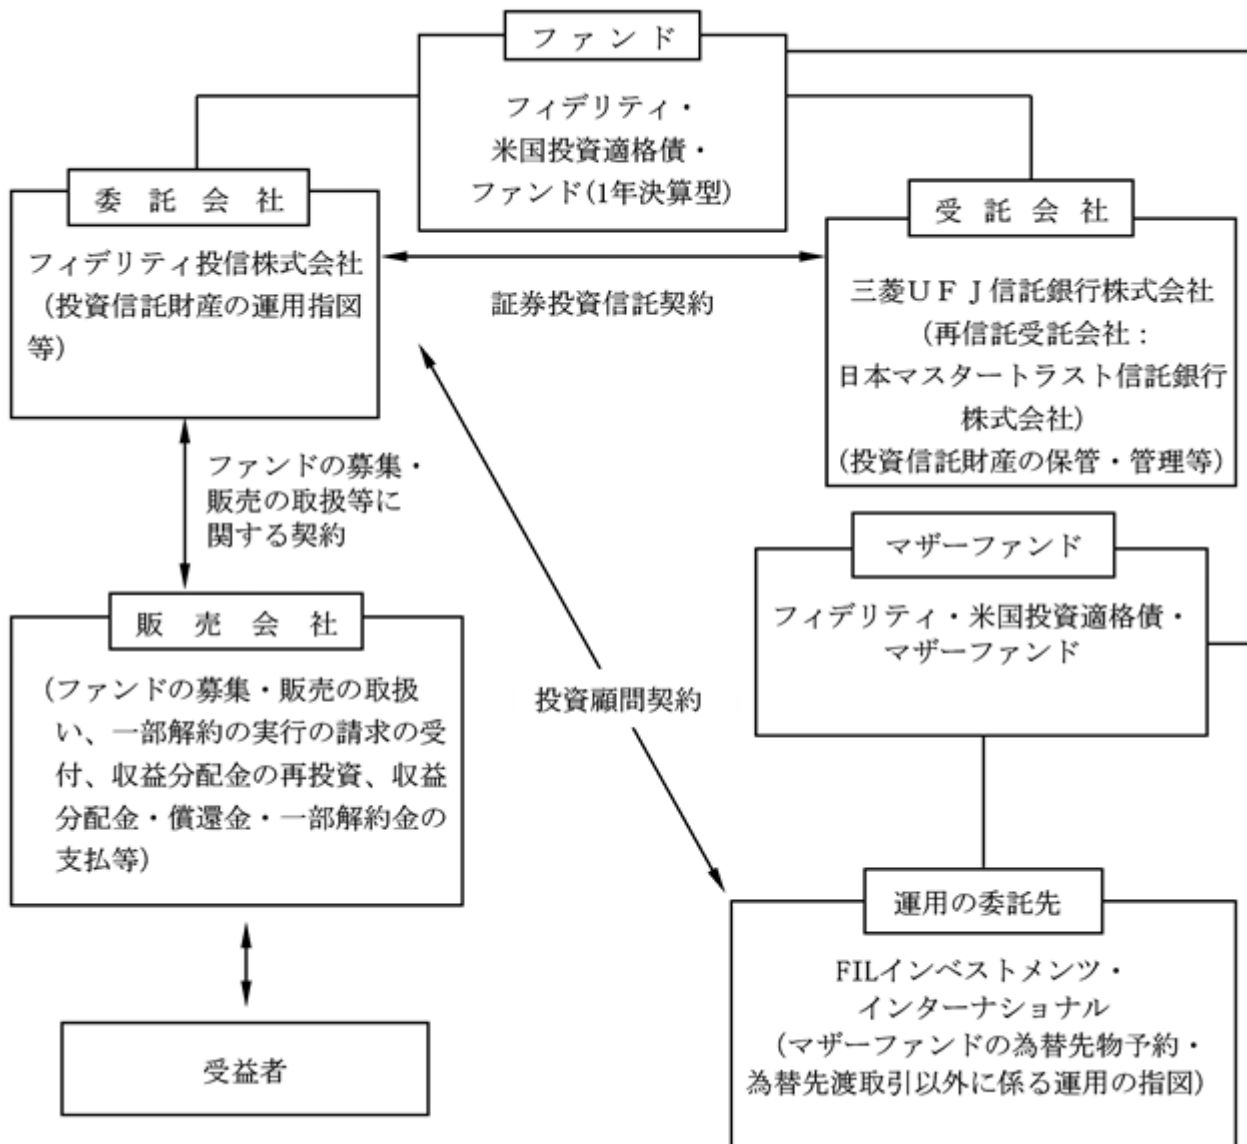 ファンド
フィデリティ・
米国投資適格債・
ファンド(1年決算型)
委託会社
フィデリティ投信株式会社
(投資信託財産の運用指図
等)
証券投資信託契約
受託会社
三菱UFJ信託銀行株式会社
(再信託受託会社:
日本マスタートラスト信託銀行
株式会社)
(投資信託財産の保管・管理等)
ファンドの募集・
販売の取扱等に
関する契約
マザーファンド
フィデリティ・米国投資適格債・
マザーファンド
販売会社
(ファンドの募集・販売の取扱
い、一部解約の実行の請求の受
付、収益分配金の再投資、収益
分配金・償還金・一部解約金の
支払等)
投資顧問契約
運用の委託先
FILインベストメンツ・
インターナショナル
(マザーファンドの為替先物予約・
為替先渡取引以外に係る運用の指図)
受益者